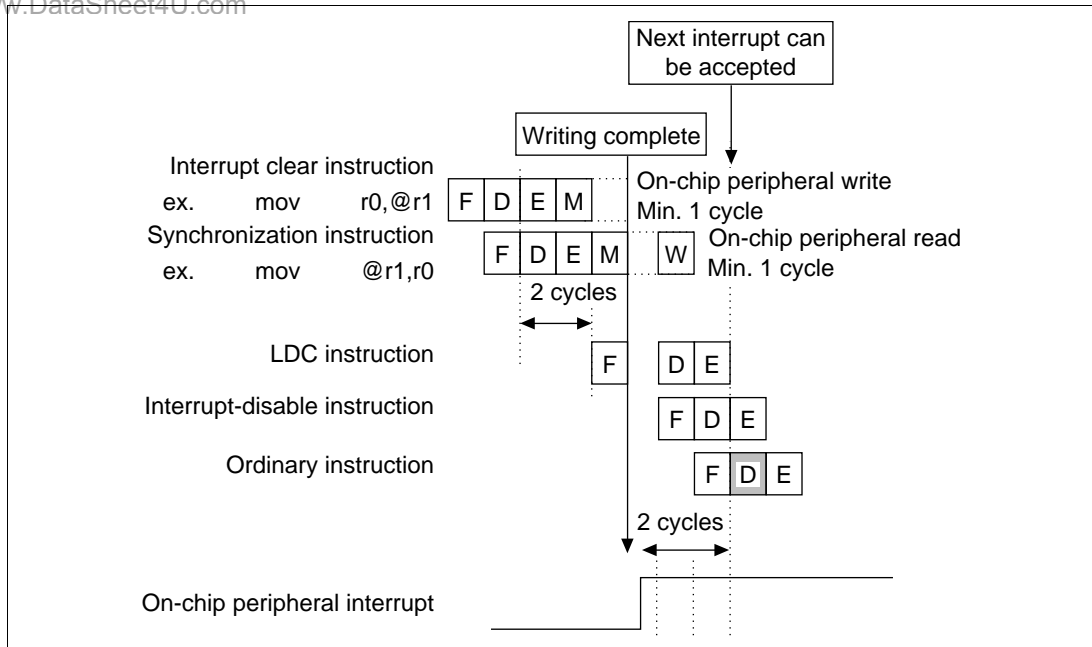 w.DataSheet4U.com
Next interrupt can
be accepted
Writing complete
Interrupt clear instruction
ex. mov r0,@r1
F D E M
On-chip peripheral write
Min. 1 cycle
Synchronization instruction
ex. mov @r1,r0
F D E M W
On-chip peripheral read
Min. 1 cycle
2 cycles
LDC instruction
F D E
Interrupt-disable instruction
F D E
Ordinary instruction
F D E
2 cycles
On-chip peripheral interrupt